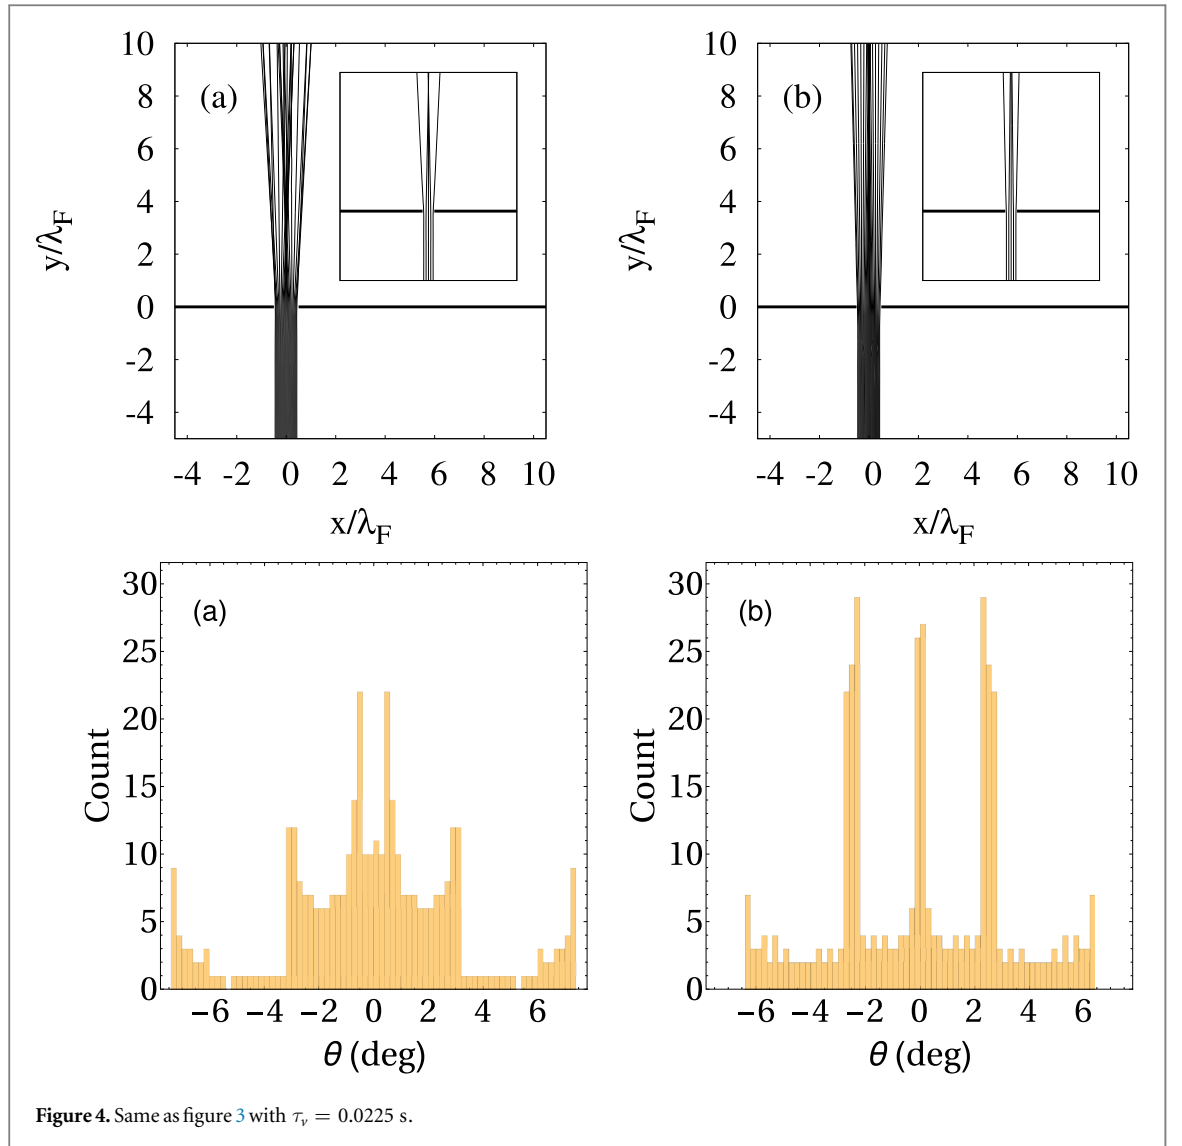 10
8
6
4
2
0
-2
-4
y/λF
(a)
-4 -2 0 2 4 6 8 10
x/λF
10
8
6
4
2
0
-2
-4
y/λF
(b)
-4 -2 0 2 4 6 8 10
x/λF
30
25
20
15
10
5
0
Count
(a)
−6 −4 −2 0 2 4 6
θ (deg)
30
25
20
15
10
5
0
Count
(b)
−6 −4 −2 0 2 4 6
θ (deg)
Figure 4. Same as figure 3 with τν = 0.0225 s.